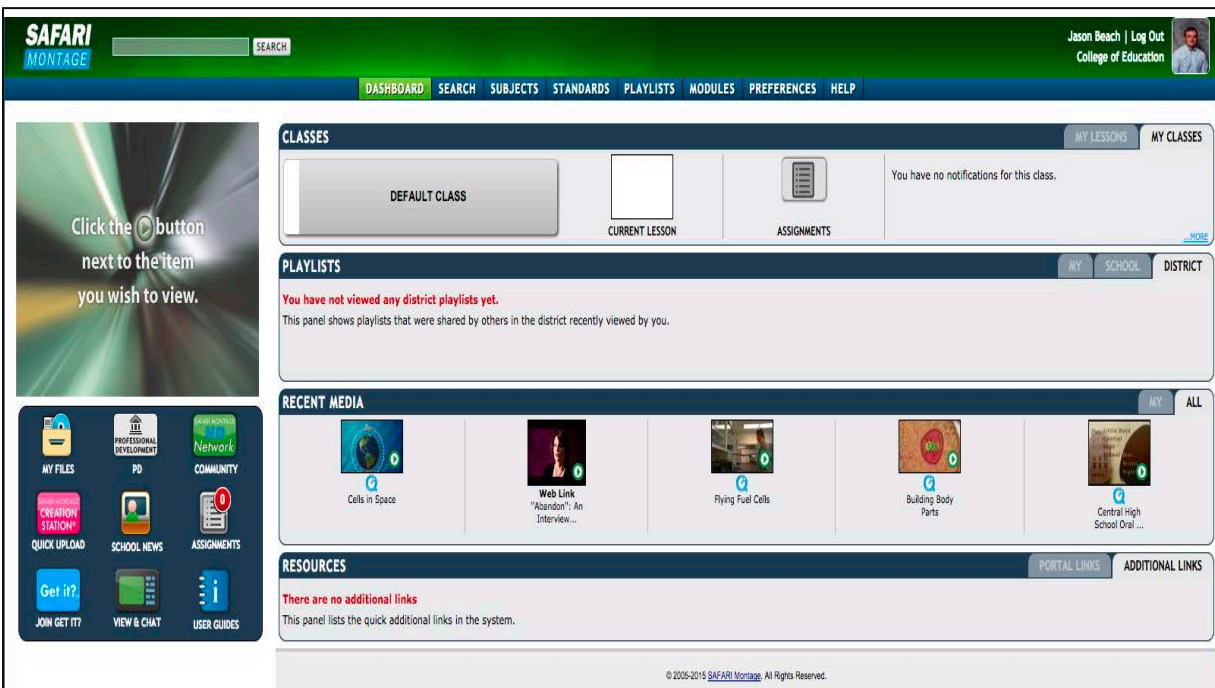 SAFARI
MONTAGE
SEARCH
Jason Beach | Log Out
College of Education
DASHBOARD SEARCH SUBJECTS STANDARDS PLAYLISTS MODULES PREFERENCES HELP
Click the button
next to the item
you wish to view.
CLASSES
MY LESSONS MY CLASSES
DEFAULT CLASS
CURRENT LESSON
ASSIGNMENTS
You have no notifications for this class.
...MORE
PLAYLISTS
MY SCHOOL DISTRICT
You have not viewed any district playlists yet.
This panel shows playlists that were shared by others in the district recently viewed by you.
RECENT MEDIA
MY ALL
Cells in Space
Web Link
"Abandon": An
Interview...
Flying Fuel Cells
Building Body
Parts
Central High
School Oral ...
PROFESSIONAL
DEVELOPMENT
SAFARI MONTAGE
HD
Network
MY FILES PD COMMUNITY
SAFARI MONTAGE
CREATION
STATION®
0
QUICK UPLOAD SCHOOL NEWS ASSIGNMENTS
Get it?
i
JOIN GET IT? VIEW & CHAT USER GUIDES
RESOURCES
PORTAL LINKS ADDITIONAL LINKS
There are no additional links
This panel lists the quick additional links in the system.
© 2005-2015 SAFARI Montage. All Rights Reserved.